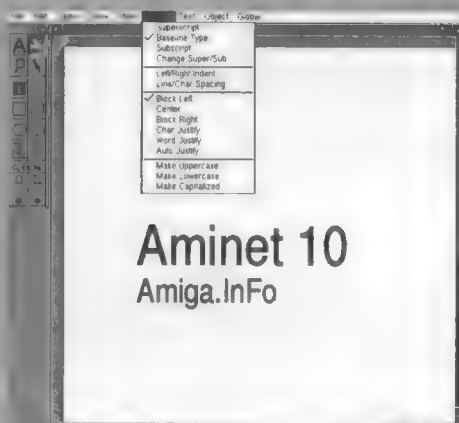 Text Object Global
Superscript
Baseline Type
Subscript
Change Super/Sub
Left/Right Indent
Line/Char Spacing
Block Left
Center
Block Right
Char Justify
Word Justify
Auto Justify
Make Uppercase
Make Lowercase
Make Capitalized
A
P
Aminet 10
Amiga.InFo